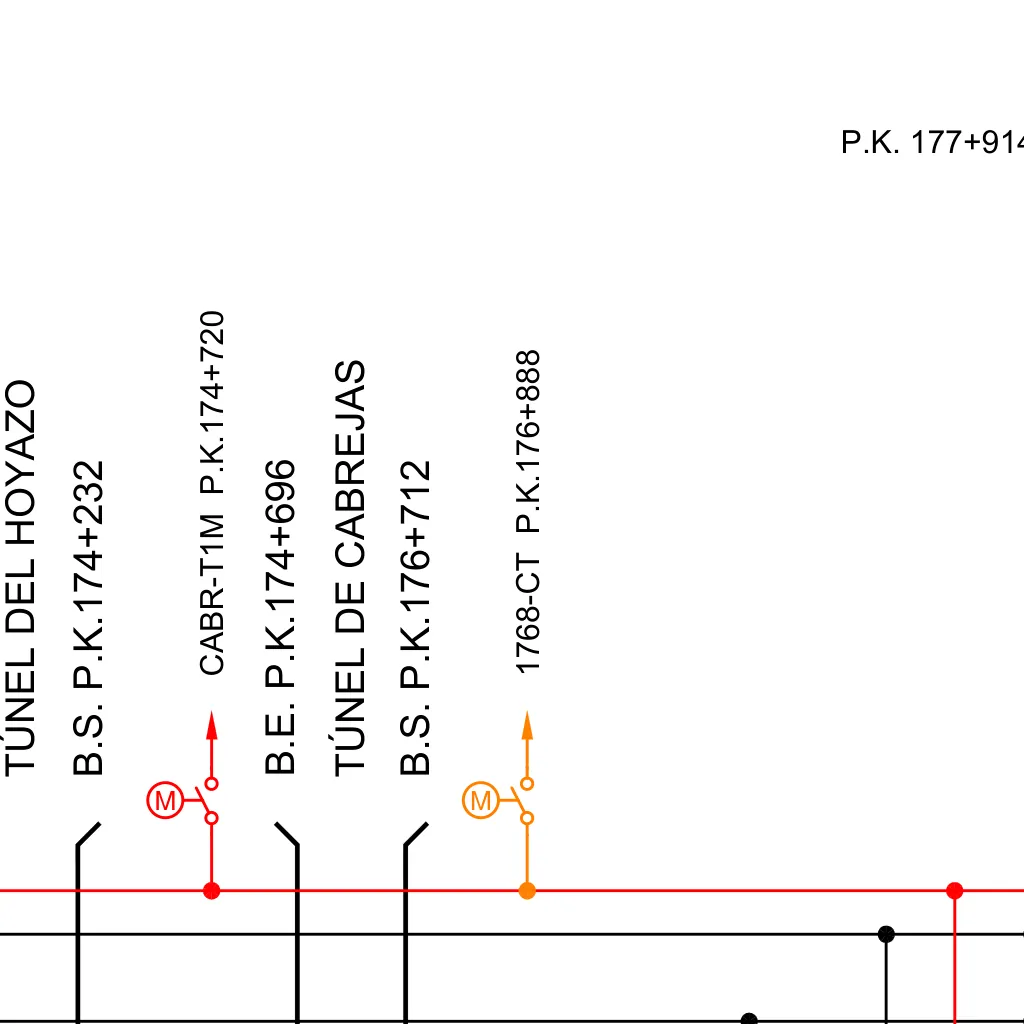 P.K. 177+914
TÚNEL DEL HOYAZO
B.S. P.K.174+232
CABR-T1M P.K.174+720
B.E. P.K.174+696
TÚNEL DE CABREJAS
B.S. P.K.176+712
1768-CT P.K.176+888
M
M